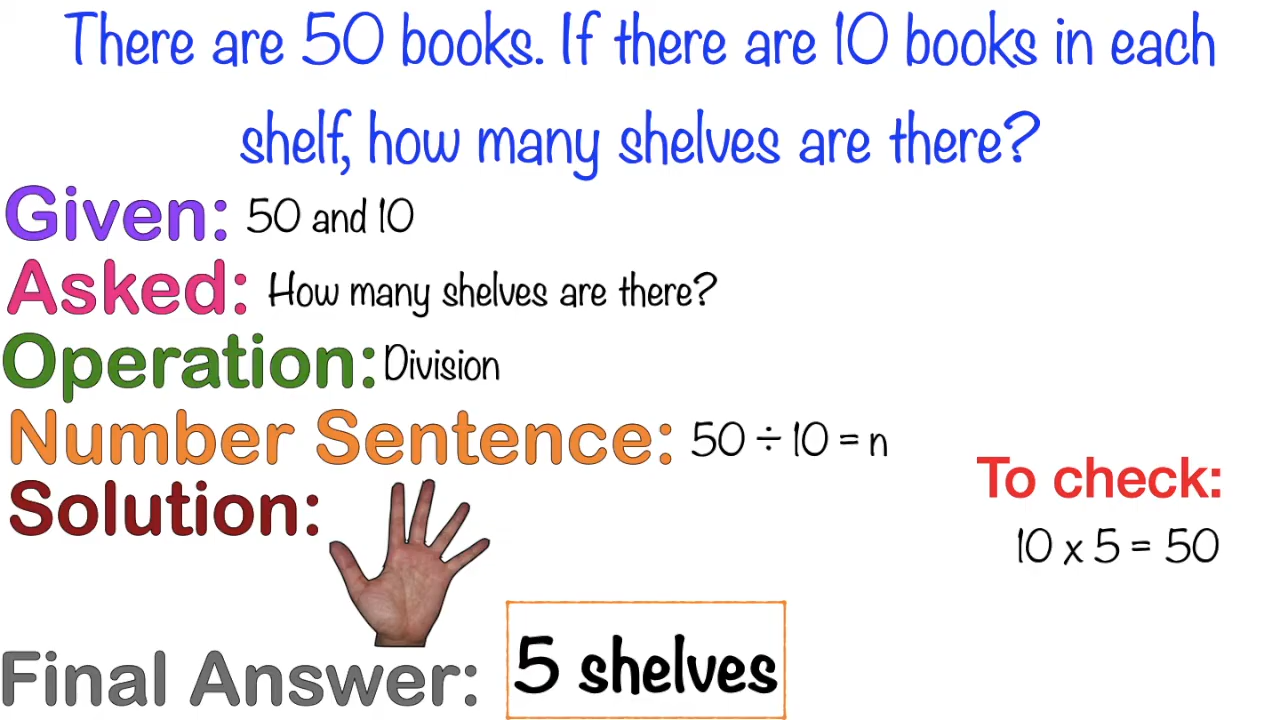 There are 50 books. If there are 10 books in each
shelf, how many shelves are there?
Given: 50 and 10
Asked: How many shelves are there?
Operation: Division
Number Sentence: 50 ÷ 10 = n
Solution:
To check:
10 x 5 = 50
Final Answer: 5 shelves